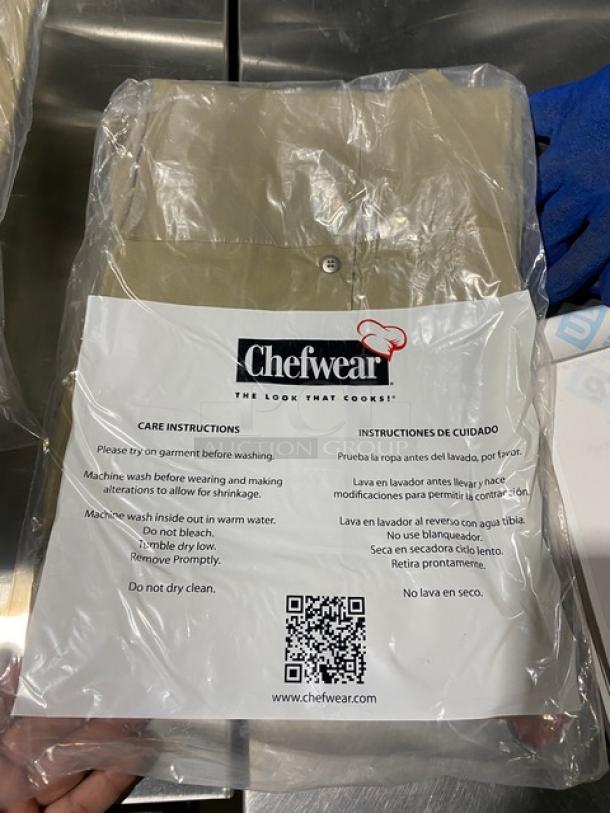 Chefwear
THE LOOK THAT COOKS!®
CARE INSTRUCTIONS
Please try on garment before washing.
Machine wash before wearing and making
alterations to allow for shrinkage.
Machine wash inside out in warm water.
Do not bleach.
Tumble dry low.
Remove Promptly.
Do not dry clean.
INSTRUCTIONES DE CUIDADO
Prueba la ropa antes del lavado, por favor.
Lava en lavador antes llevar y nace
modificaciones para permitir la contracción.
Lava en lavador al reverso con agua tibia.
No use blanqueador.
Seca en secadora ciclo lento.
Retira prontamente.
No lava en seco.
www.chefwear.com
AUCTION GROUP